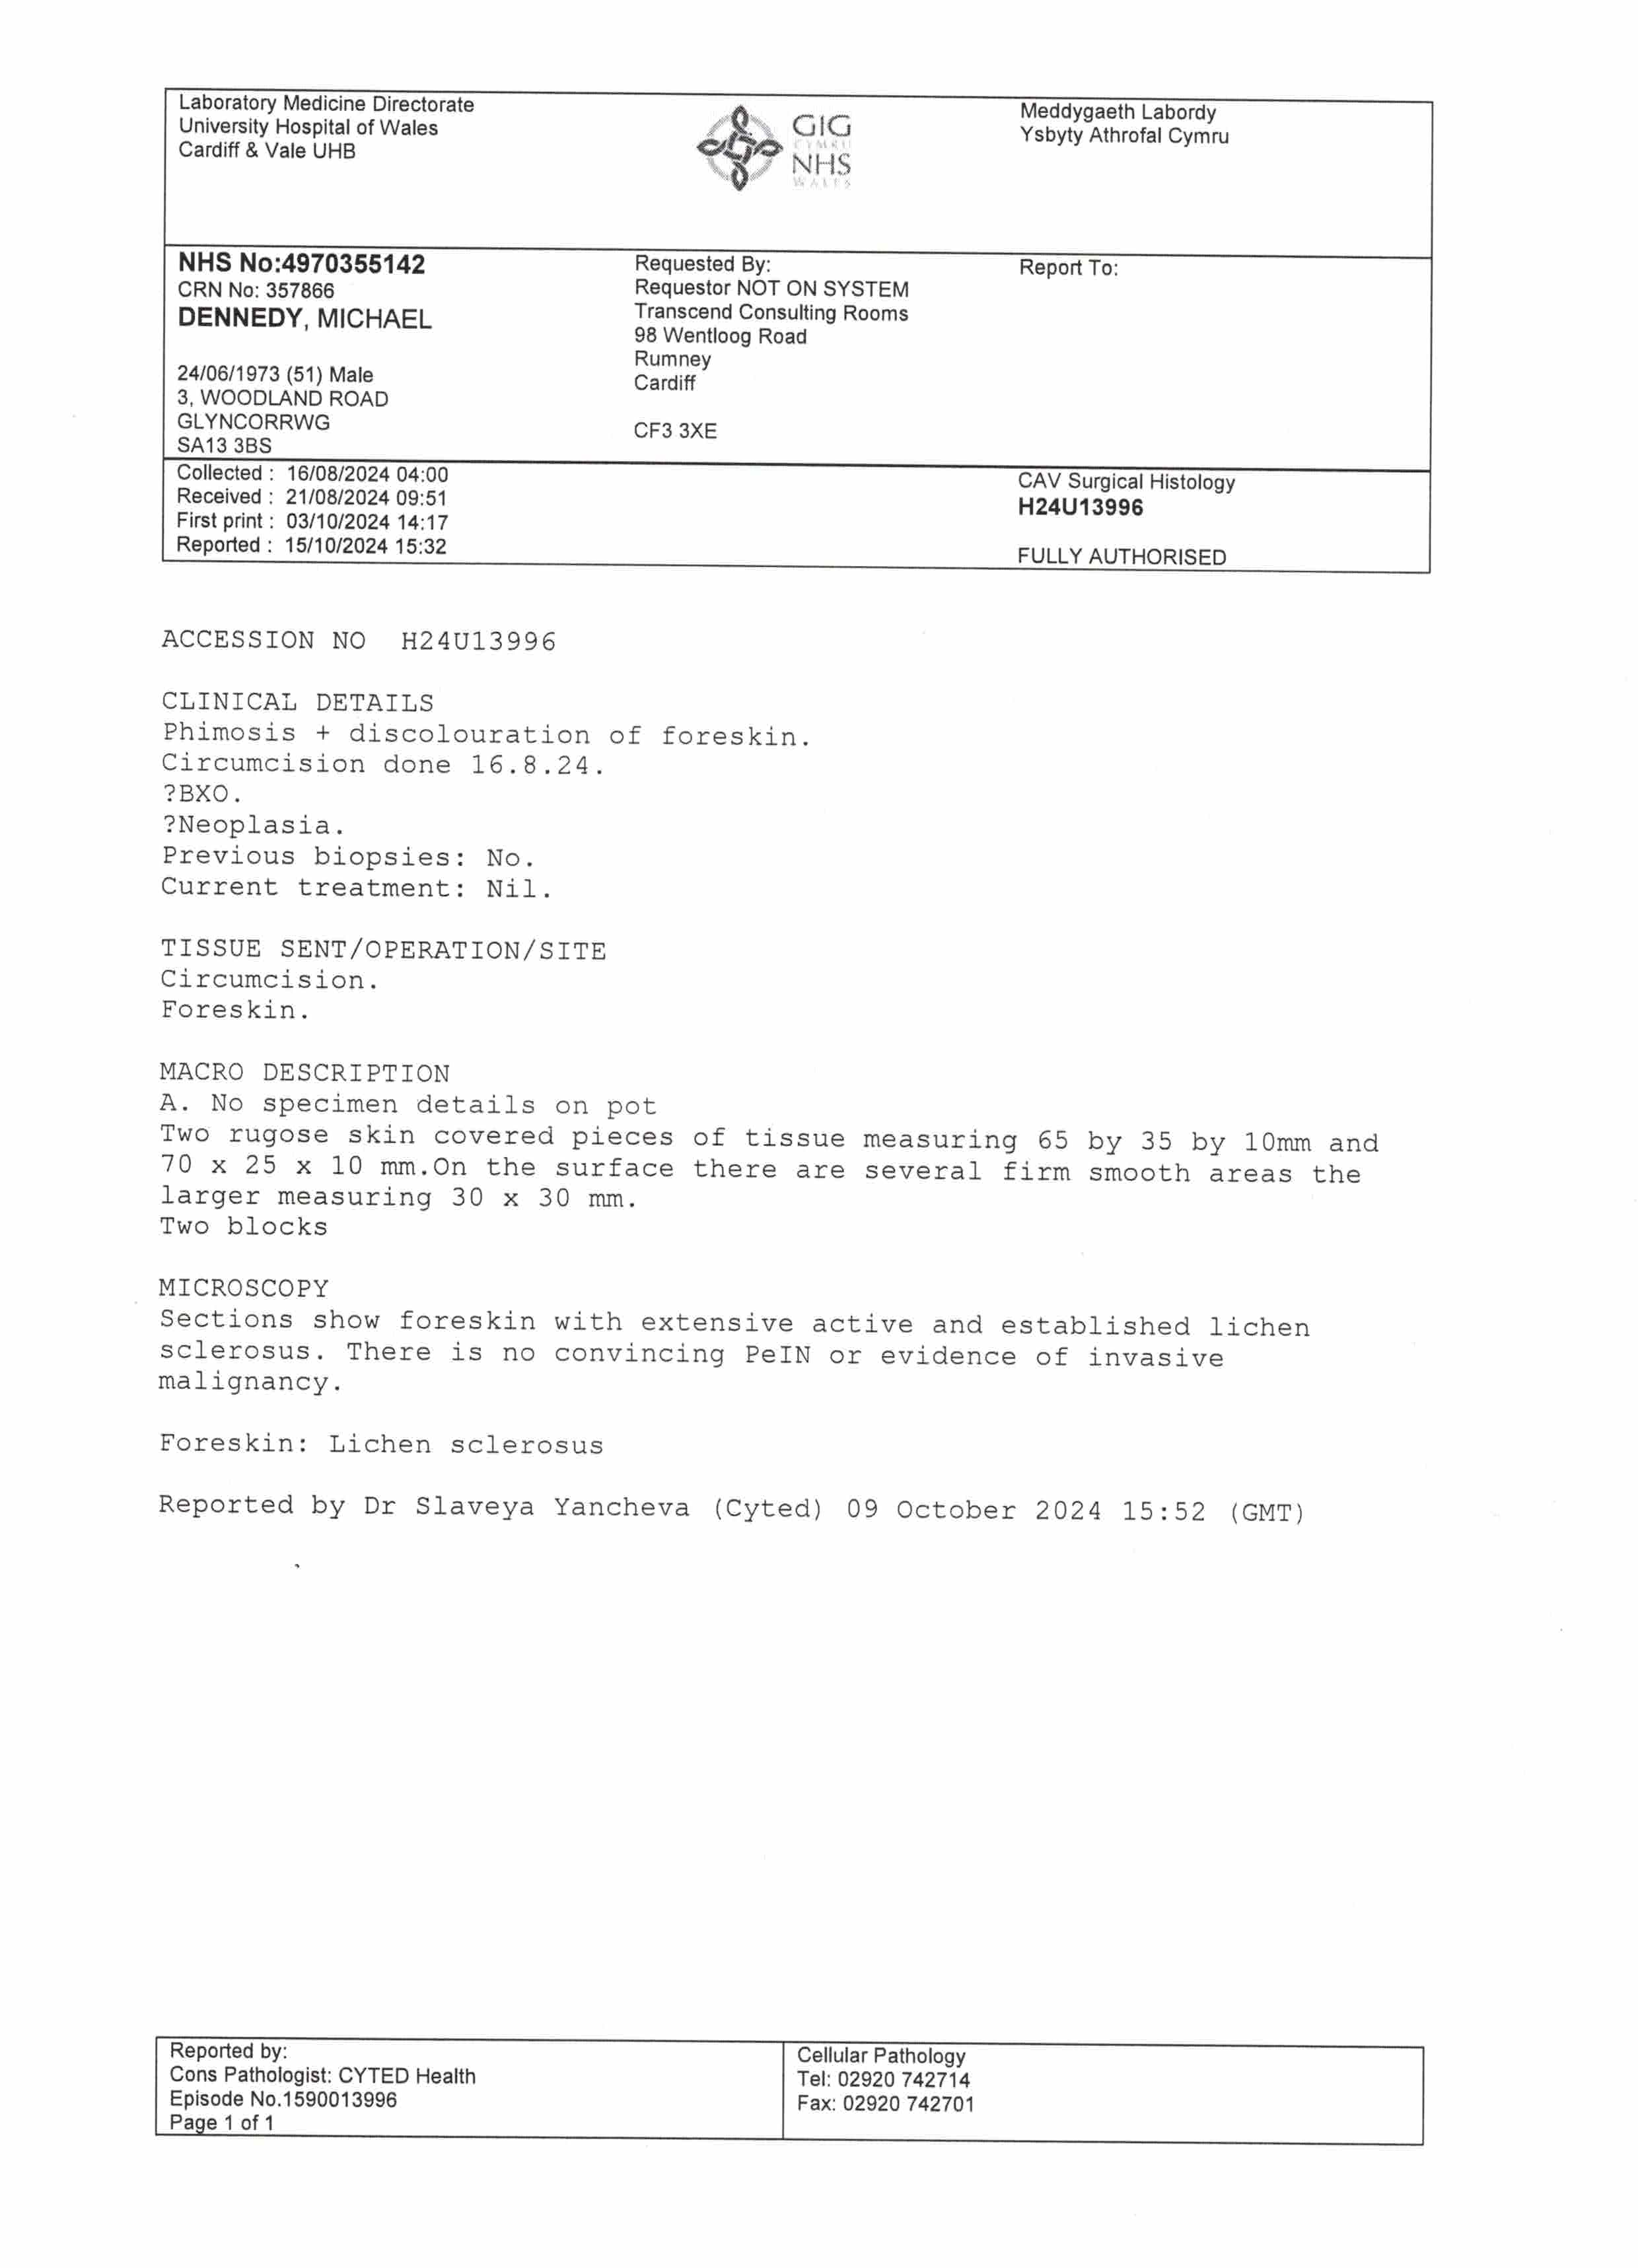 Laboratory Medicine Directorate
University Hospital of Wales
Cardiff & Vale UHB
GIG
CYMRU
NHS
WALES
Meddygaeth Labordy
Ysbyty Athrofal Cymru
NHS No:4970355142
CRN No: 357866
DENNEDY, MICHAEL
24/06/1973 (51) Male
3, WOODLAND ROAD
GLYNCORRWG
SA13 3BS
Requested By:
Requestor NOT ON SYSTEM
Transcend Consulting Rooms
98 Wentloog Road
Rumney
Cardiff
CF3 3XE
Report To:
Collected : 16/08/2024 04:00
Received : 21/08/2024 09:51
First print : 03/10/2024 14:17
Reported : 15/10/2024 15:32
CAV Surgical Histology
H24U13996
FULLY AUTHORISED
ACCESSION NO H24U13996
CLINICAL DETAILS
Phimosis + discolouration of foreskin.
Circumcision done 16.8.24.
?BXO.
?Neoplasia.
Previous biopsies: No.
Current treatment: Nil.
TISSUE SENT/OPERATION/SITE
Circumcision.
Foreskin.
MACRO DESCRIPTION
A. No specimen details on pot
Two rugose skin covered pieces of tissue measuring 65 by 35 by 10mm and
70 x 25 x 10 mm.On the surface there are several firm smooth areas the
larger measuring 30 x 30 mm.
Two blocks
MICROSCOPY
Sections show foreskin with extensive active and established lichen
sclerosus. There is no convincing PeIN or evidence of invasive
malignancy.
Foreskin: Lichen sclerosus
Reported by Dr Slaveya Yancheva (Cyted) 09 October 2024 15:52 (GMT)
Reported by:
Cons Pathologist: CYTED Health
Episode No.1590013996
Page 1 of 1
Cellular Pathology
Tel: 02920 742714
Fax: 02920 742701